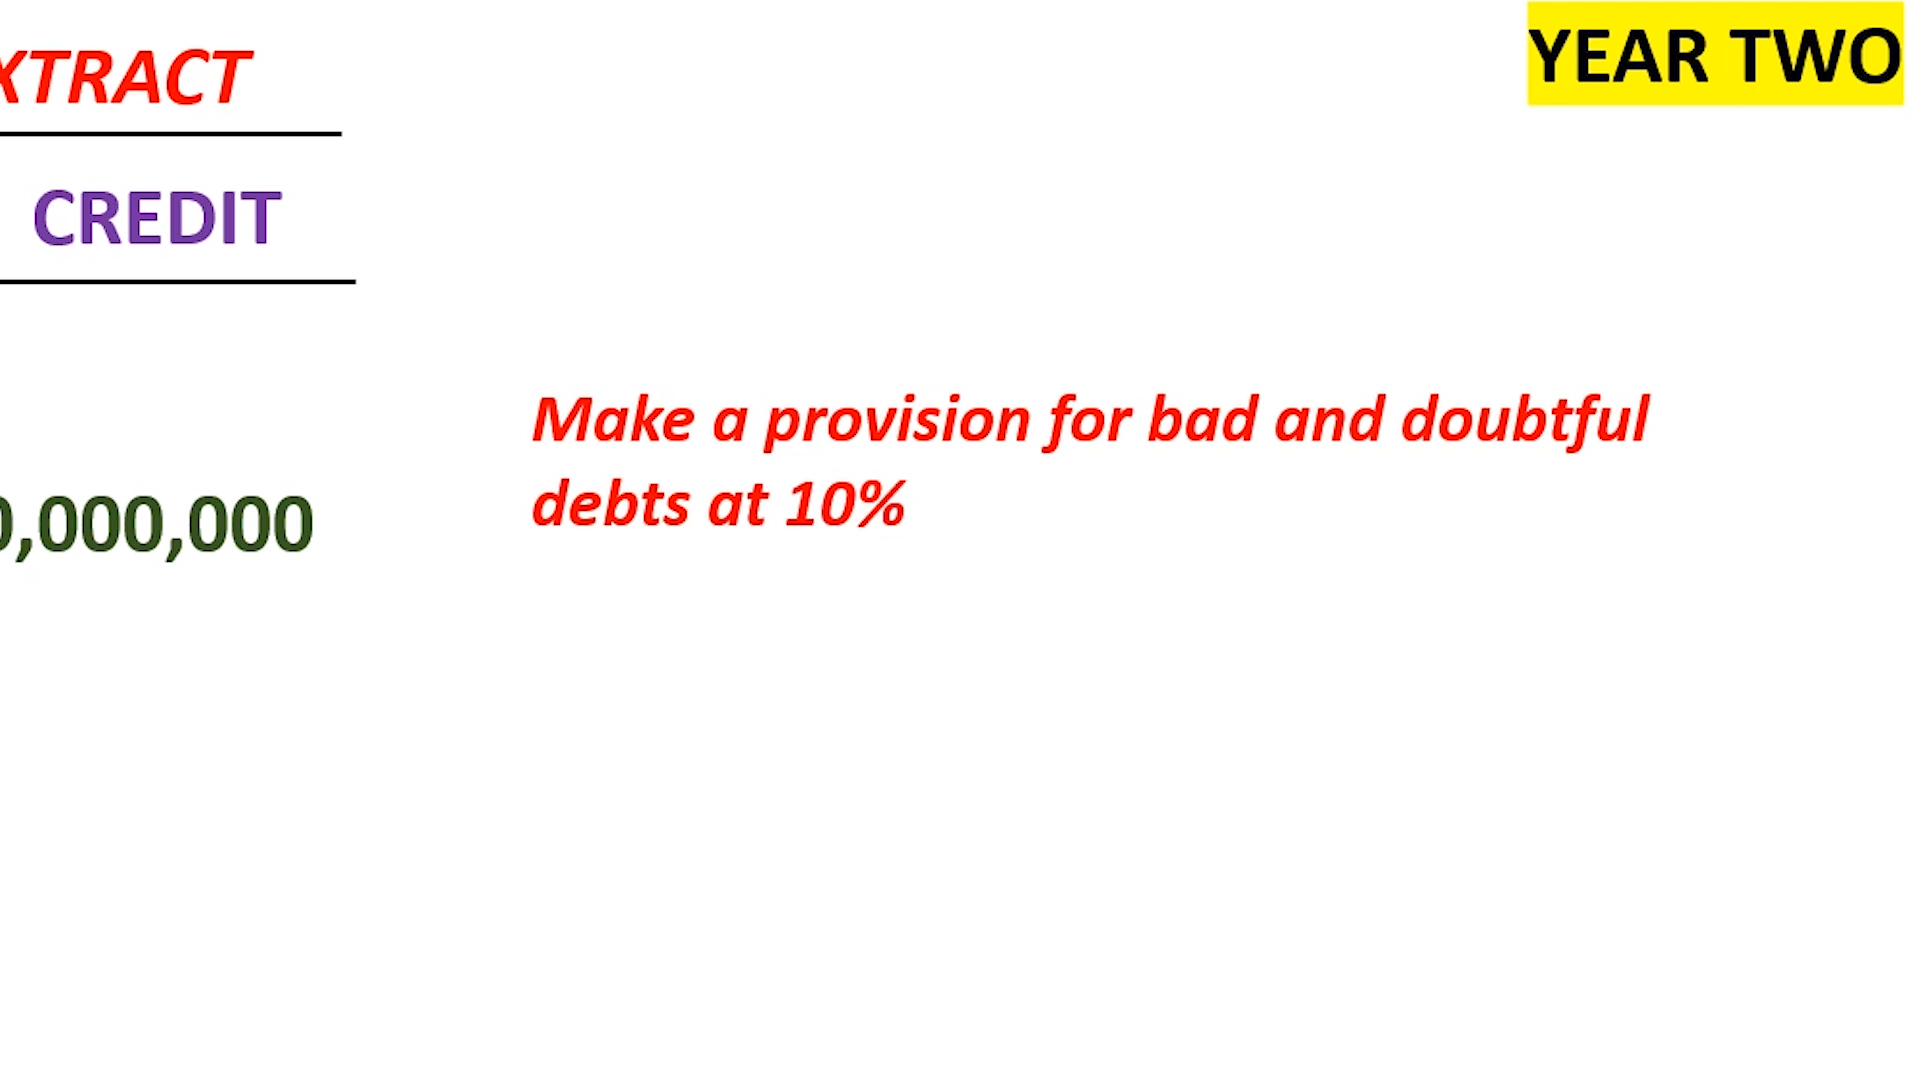 XTRACT
YEAR TWO
CREDIT
Make a provision for bad and doubtful
debts at 10%
0,000,000